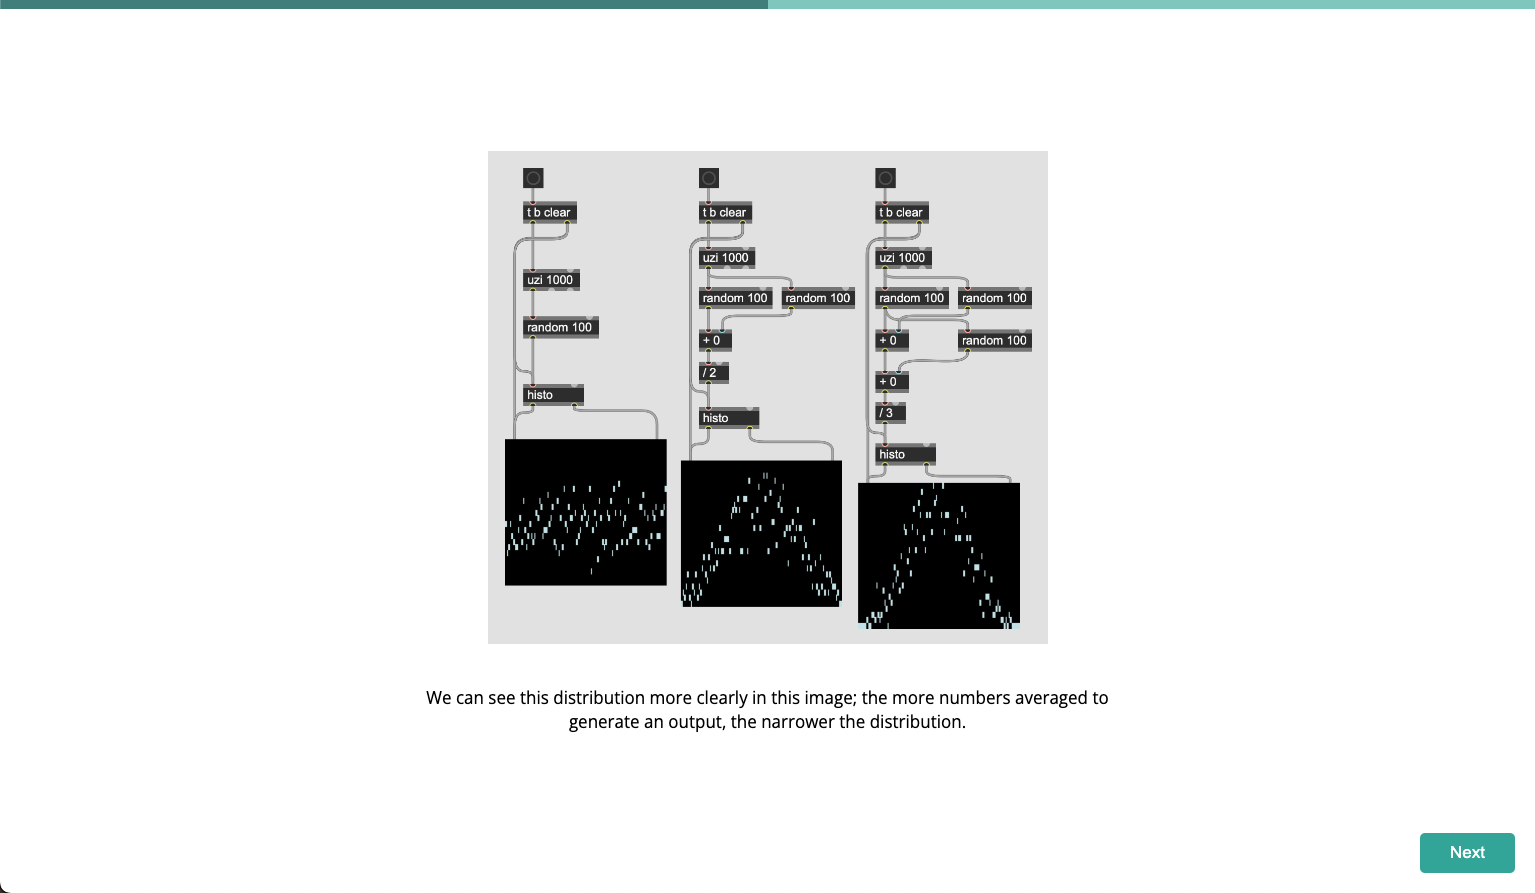 t b clear
uzi 1000
random 100
histo
t b clear
uzi 1000
random 100
random 100
+ 0
/ 2
histo
t b clear
uzi 1000
random 100
random 100
+ 0
random 100
+ 0
/ 3
histo
We can see this distribution more clearly in this image; the more numbers averaged to
generate an output, the narrower the distribution.
Next